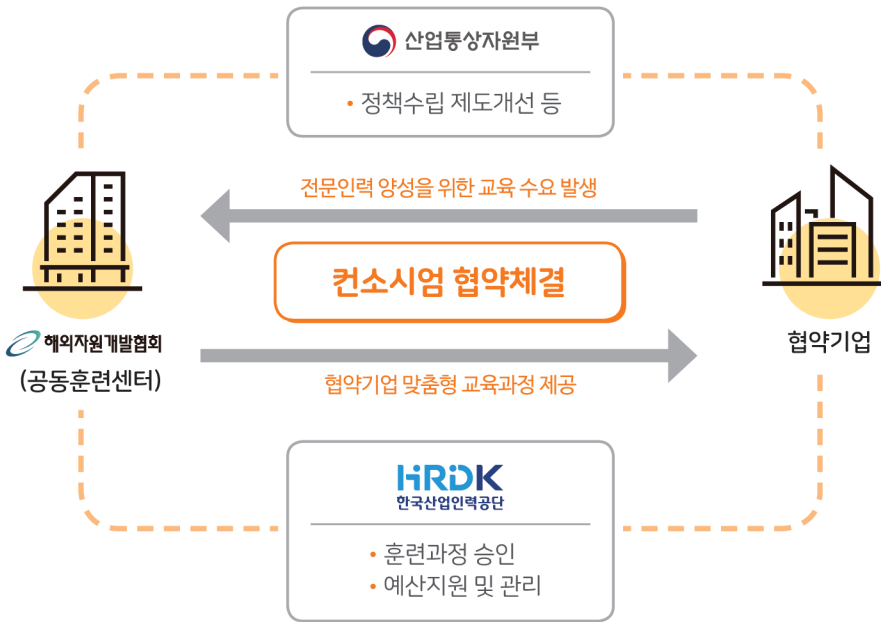 산업통상자원부
• 정책수립 제도개선 등
전문인력 양성을 위한 교육 수요 발생
컨소시엄 협약체결
해외자원개발협회
(공동훈련센터)
협약기업
협약기업 맞춤형 교육과정 제공
HRDK
한국산업인력공단
• 훈련과정 승인
• 예산지원 및 관리